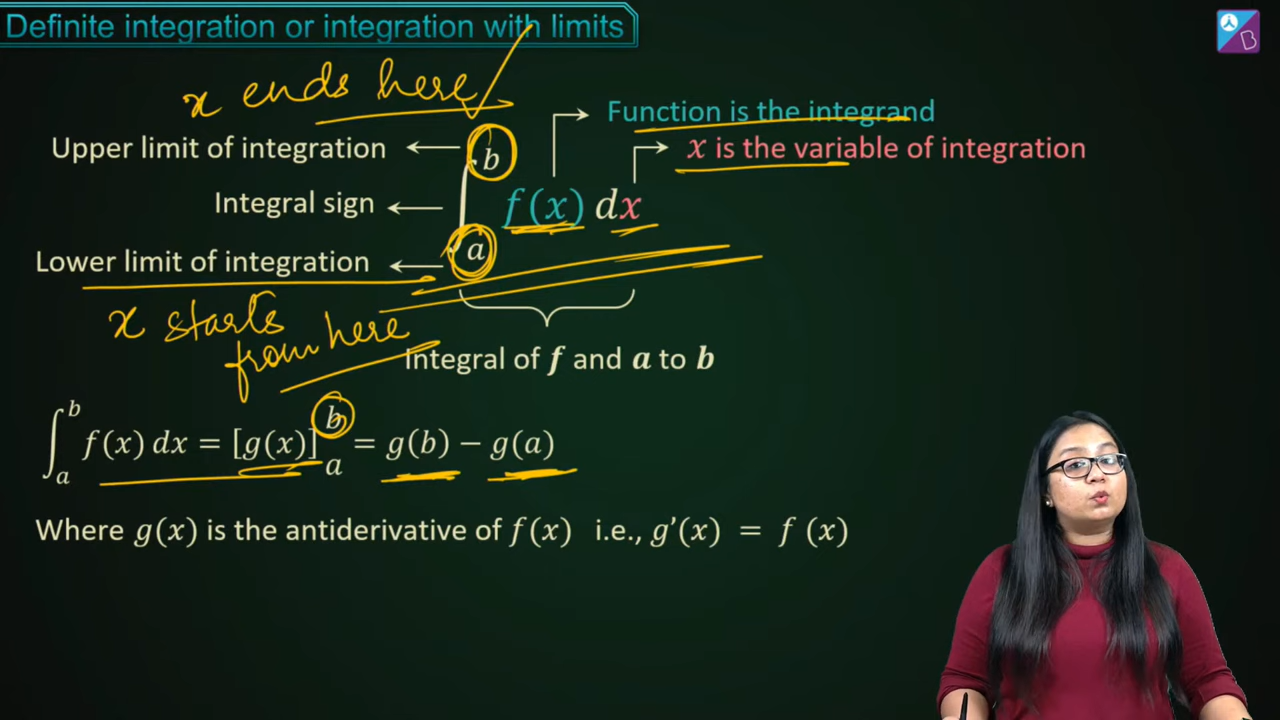 Definite integration or integration with limits
x ends here
Function is the integrand
Upper limit of integration
b
x is the variable of integration
Integral sign
f(x) dx
Lower limit of integration
a
x starts
from here
Integral of f and a to b
∫ₐᵇ f(x) dx = [g(x)]ₐᵇ = g(b) − g(a)
Where g(x) is the antiderivative of f(x) i.e., g’(x) = f (x)
B